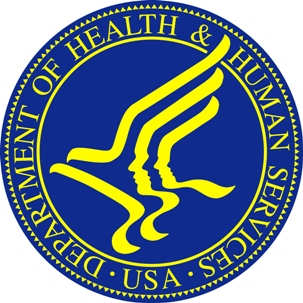 DEPARTMENT OF HEALTH & HUMAN SERVICES
· USA ·